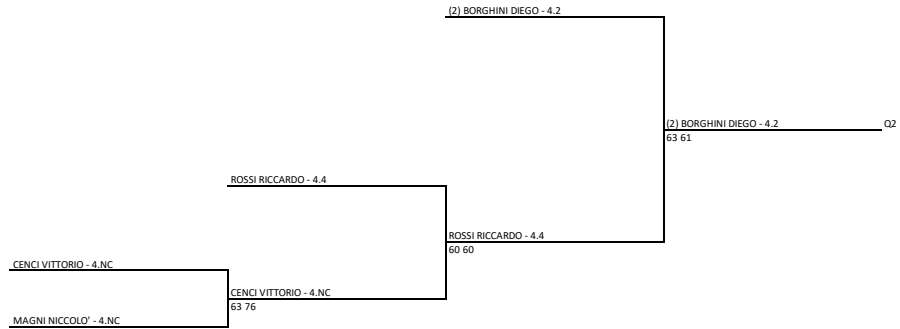 (2) BORGHINI DIEGO - 4.2
(2) BORGHINI DIEGO - 4.2
Q2
63 61
ROSSI RICCARDO - 4.4
ROSSI RICCARDO - 4.4
60 60
CENCI VITTORIO - 4.NC
CENCI VITTORIO - 4.NC
63 76
MAGNI NICCOLO' - 4.NC